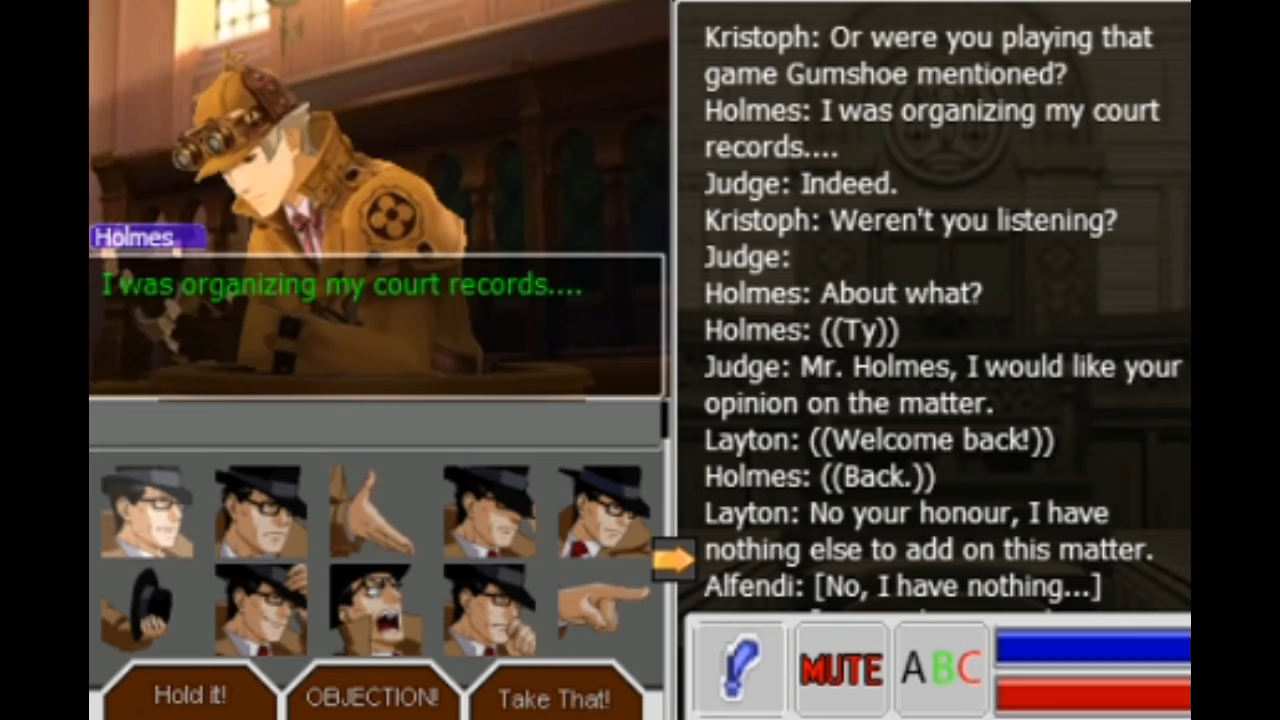 Holmes
I was organizing my court records....
Hold it!
OBJECTION!
Take That!
Kristoph: Or were you playing that
game Gumshoe mentioned?
Holmes: I was organizing my court
records....
Judge: Indeed.
Kristoph: Weren't you listening?
Judge:
Holmes: About what?
Holmes: ((Ty))
Judge: Mr. Holmes, I would like your
opinion on the matter.
Layton: ((Welcome back!))
Holmes: ((Back.))
Layton: No your honour, I have
nothing else to add on this matter.
Alfendi: [No, I have nothing...]
MUTE
ABC